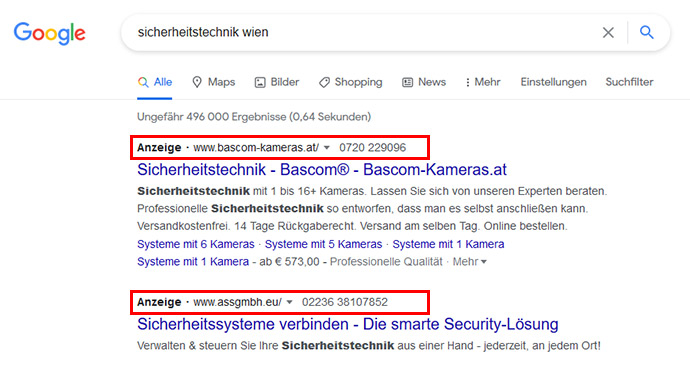 Google
sicherheitstechnik wien
Alle Maps Bilder Shopping News Mehr Einstellungen Suchfilter
Ungefähr 496 000 Ergebnisse (0,64 Sekunden)
Anzeige · www.bascom-kameras.at/ 0720 229096
Sicherheitstechnik - Bascom® - Bascom-Kameras.at
Sicherheitstechnik mit 1 bis 16+ Kameras. Lassen Sie sich von unseren Experten beraten.
Professionelle Sicherheitstechnik so entworfen, dass man es selbst anschließen kann.
Versandkostenfrei. 14 Tage Rückgaberecht. Versand am selben Tag. Online bestellen.
Systeme mit 6 Kameras · Systeme mit 5 Kameras · Systeme mit 1 Kamera
Systeme mit 1 Kamera - ab € 573,00 - Professionelle Qualität · Mehr
Anzeige · www.assgmbh.eu/ 02236 38107852
Sicherheitssysteme verbinden - Die smarte Security-Lösung
Verwalten & steuern Sie Ihre Sicherheitstechnik aus einer Hand - jederzeit, an jedem Ort!